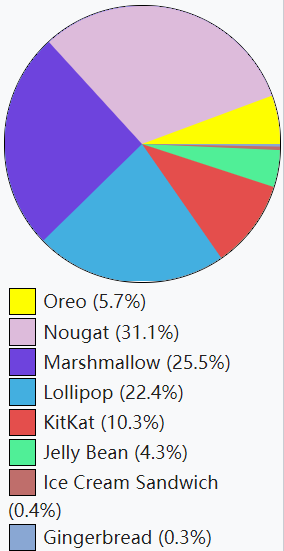 Oreo (5.7%)
Nougat (31.1%)
Marshmallow (25.5%)
Lollipop (22.4%)
KitKat (10.3%)
Jelly Bean (4.3%)
Ice Cream Sandwich
(0.4%)
Gingerbread (0.3%)